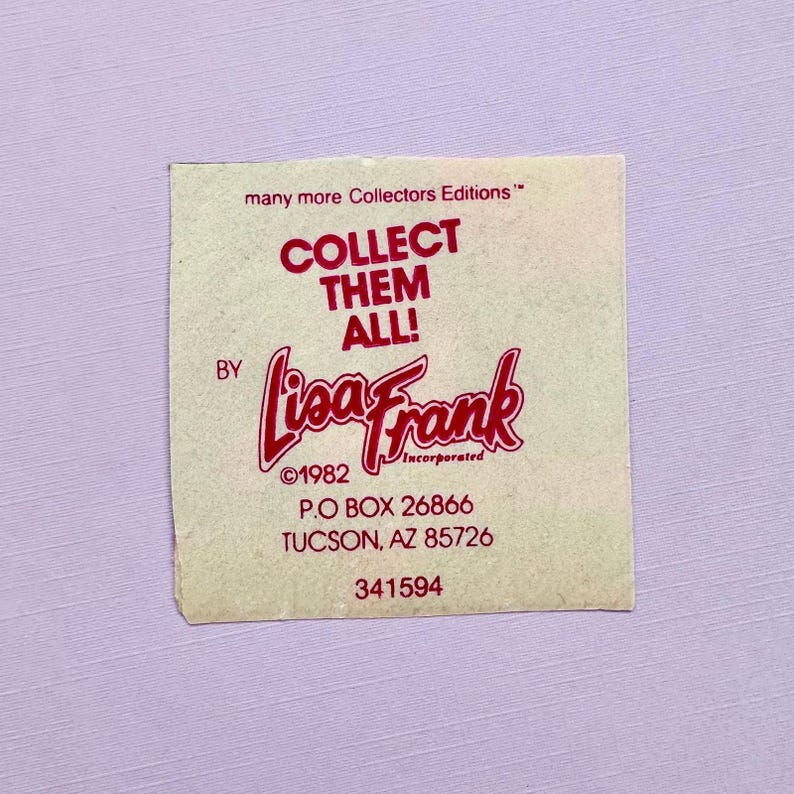 many more Collectors Editions™
COLLECT
THEM
ALL!
BY Lisa Frank
Incorporated
©1982
P.O BOX 26866
TUCSON, AZ 85726
341594